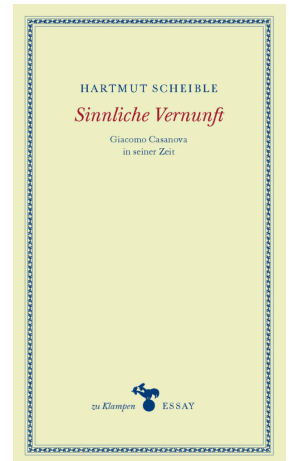 HARTMUT SCHEIBLE
Sinnliche Vernunft
Giacomo Casanova
in seiner Zeit
zu Klampen ESSAY